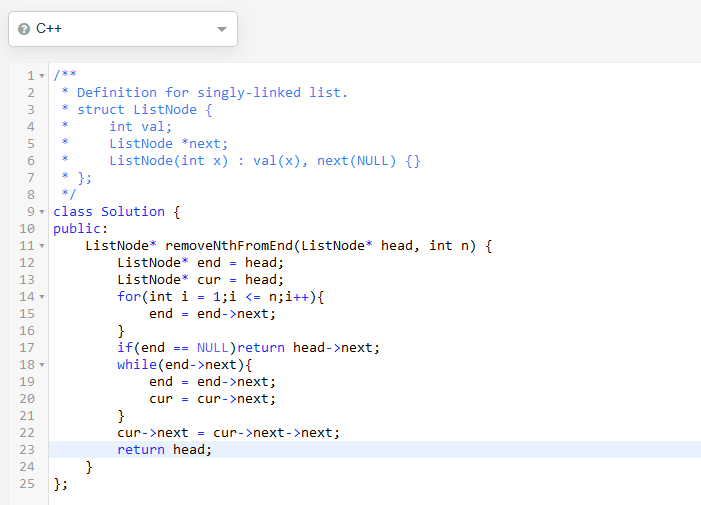 C++
1 /**
2  * Definition for singly-linked list.
3  * struct ListNode {
4  *     int val;
5  *     ListNode *next;
6  *     ListNode(int x) : val(x), next(NULL) {}
7  * };
8  */
9 class Solution {
10 public:
11     ListNode* removeNthFromEnd(ListNode* head, int n) {
12         ListNode* end = head;
13         ListNode* cur = head;
14         for(int i = 1;i <= n;i++){
15             end = end->next;
16         }
17         if(end == NULL)return head->next;
18         while(end->next){
19             end = end->next;
20             cur = cur->next;
21         }
22         cur->next = cur->next->next;
23         return head;
24     }
25 };